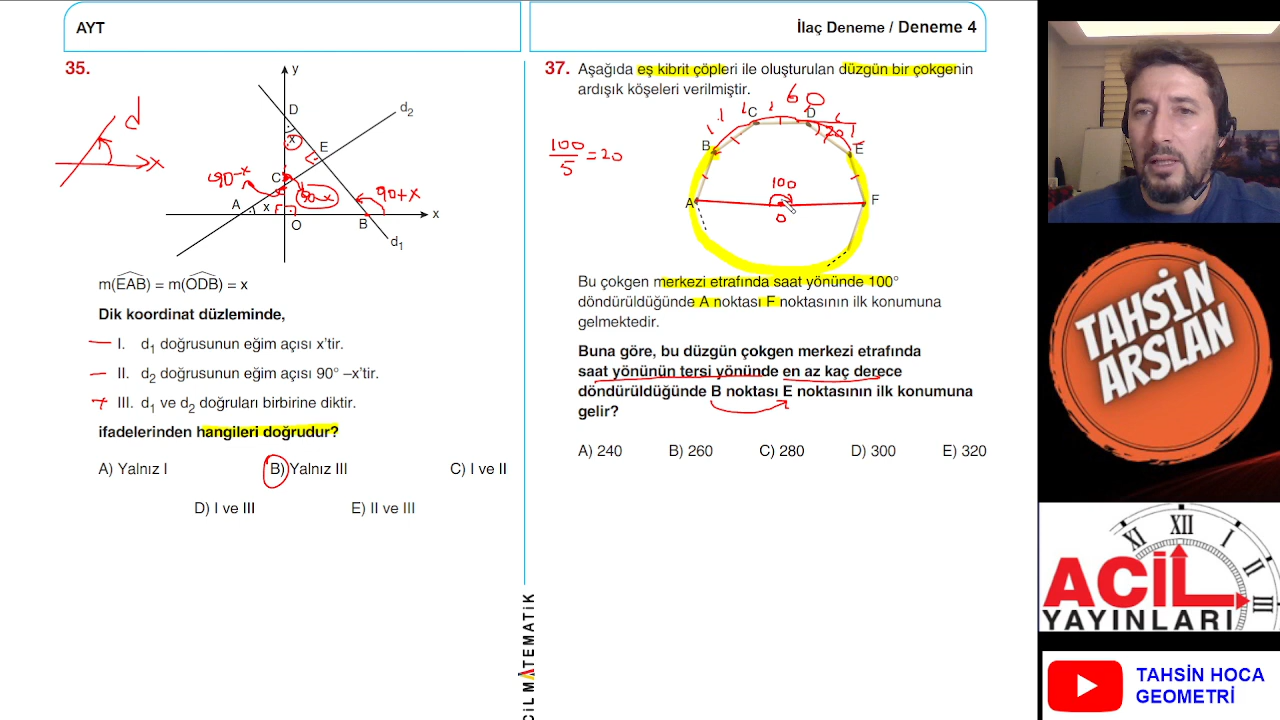 AYT
İlaç Deneme / Deneme 4
35.
y
d
D
d2
x
E
90-x
C
90-x
90+x
x
A
x
O
B
x
d1
m(EAB) = m(ODB) = x
Dik koordinat düzleminde,
I. d1 doğrusunun eğim açısı x'tir.
II. d2 doğrusunun eğim açısı 90° –x'tir.
III. d1 ve d2 doğruları birbirine diktir.
ifadelerinden hangileri doğrudur?
A) Yalnız I B) Yalnız III C) I ve II
D) I ve III E) II ve III
ACİL MATEMATİK
37. Aşağıda eş kibrit çöpleri ile oluşturulan düzgün bir çokgenin
ardışık köşeleri verilmiştir.
60
C
D
100/5 = 20
B
20
E
100
A
F
O
Bu çokgen merkezi etrafında saat yönünde 100°
döndürüldüğünde A noktası F noktasının ilk konumuna
gelmektedir.
Buna göre, bu düzgün çokgen merkezi etrafında
saat yönünün tersi yönünde en az kaç derece
döndürüldüğünde B noktası E noktasının ilk konumuna
gelir?
A) 240 B) 260 C) 280 D) 300 E) 320
TAHSİN
ARSLAN
XI XII I II III
ACİL
YAYINLARI
TAHSİN HOCA
GEOMETRİ